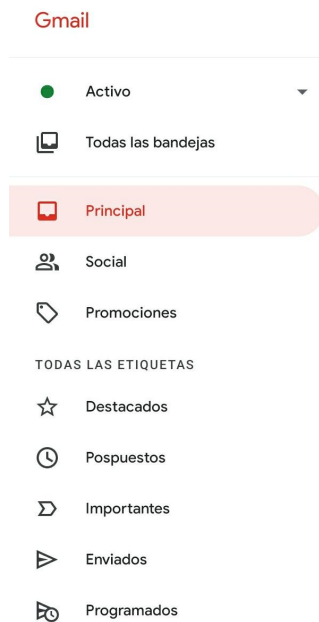 Gmail
Activo
Todas las bandejas
Principal
Social
Promociones
TODAS LAS ETIQUETAS
Destacados
Pospuestos
Importantes
Enviados
Programados